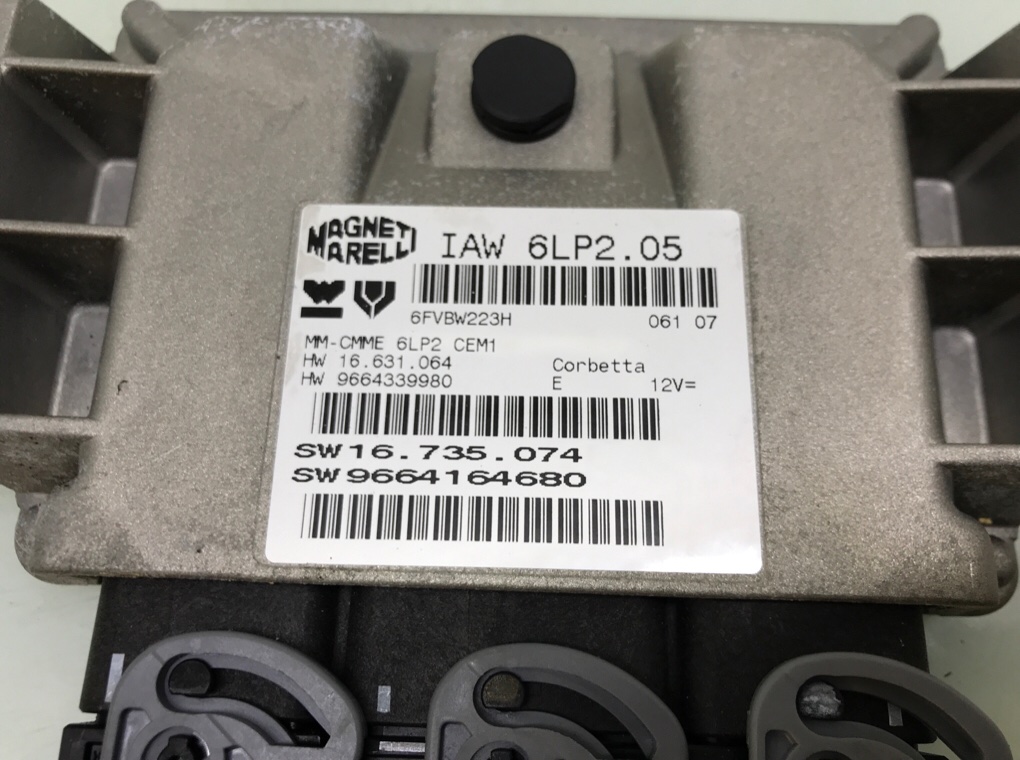 MAGNETI
MARELLI
IAW 6LP2.05
6FVBW223H 061 07
MM-CMME 6LP2 CEM1
HW 16.631.064 Corbetta
HW 9664339980 E 12V=
SW16.735.074
SW9664164680